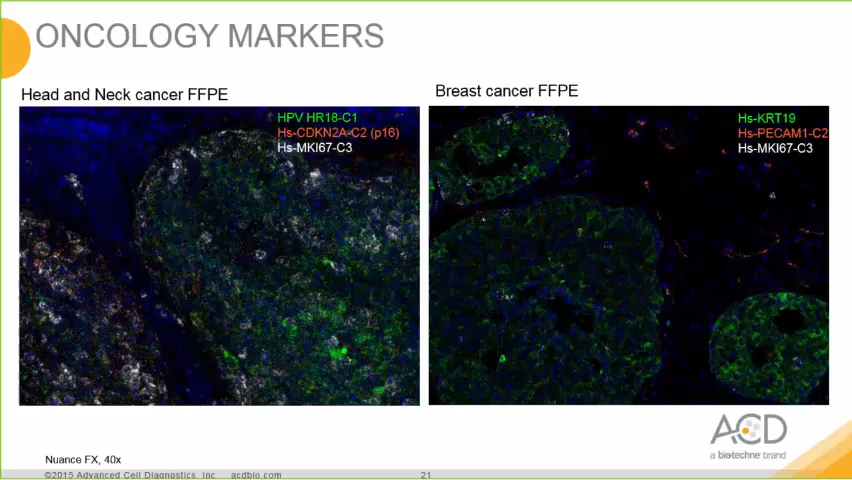 ONCOLOGY MARKERS
Head and Neck cancer FFPE
HPV HR18-C1
Hs-CDKN2A-C2 (p16)
Hs-MKI67-C3
Breast cancer FFPE
Hs-KRT19
Hs-PECAM1-C2
Hs-MKI67-C3
ACD
a biotechne brand
Nuance FX, 40x
©2015 Advanced Cell Diagnostics, Inc acdbio.com
21